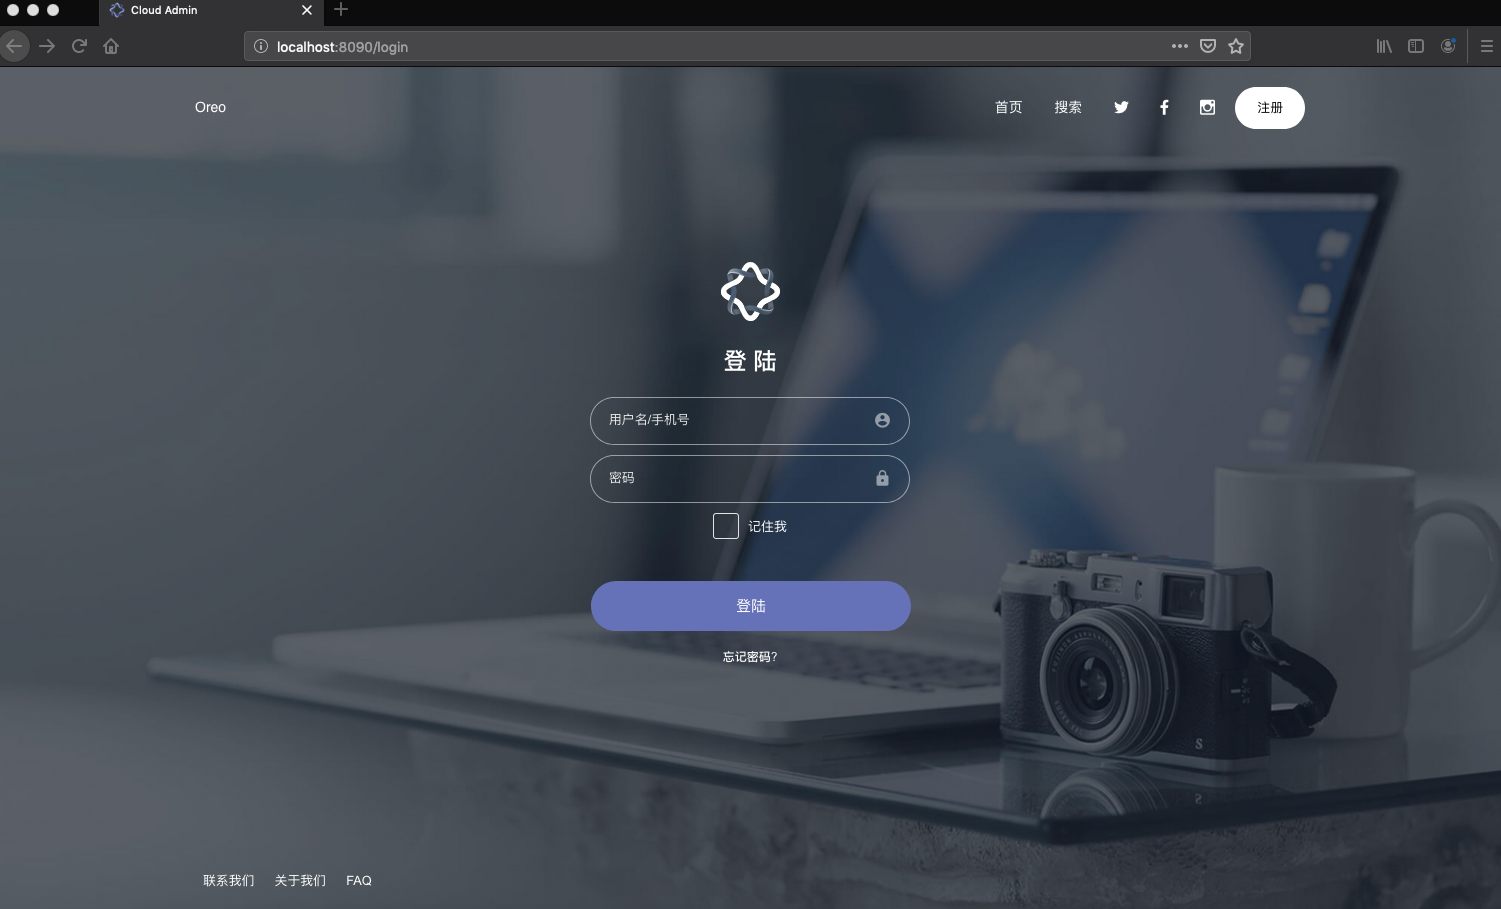 Cloud Admin
localhost:8090/login
Oreo
首页
搜索
注册
登 陆
用户名/手机号
密码
记住我
登陆
忘记密码?
S
联系我们
关于我们
FAQ